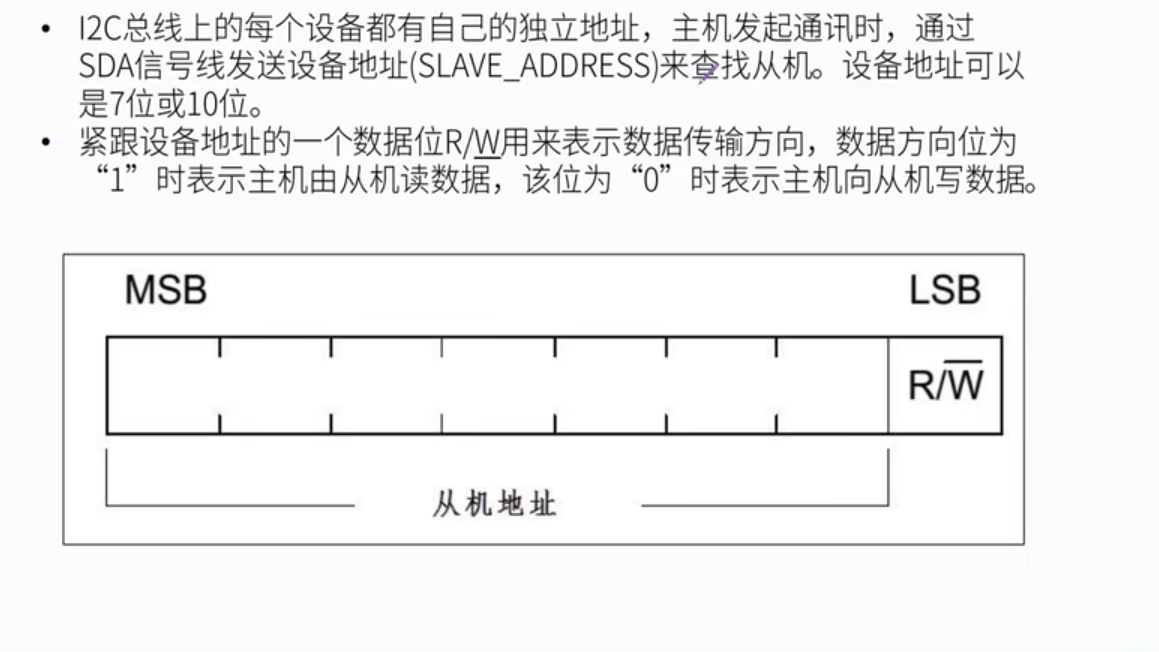 • I2C总线上的每个设备都有自己的独立地址，主机发起通讯时，通过
SDA信号线发送设备地址(SLAVE_ADDRESS)来查找从机。设备地址可以
是7位或10位。
• 紧跟设备地址的一个数据位R/W用来表示数据传输方向，数据方向位为
“1”时表示主机由从机读数据，该位为“0”时表示主机向从机写数据。
MSB LSB
R/W̅
从机地址